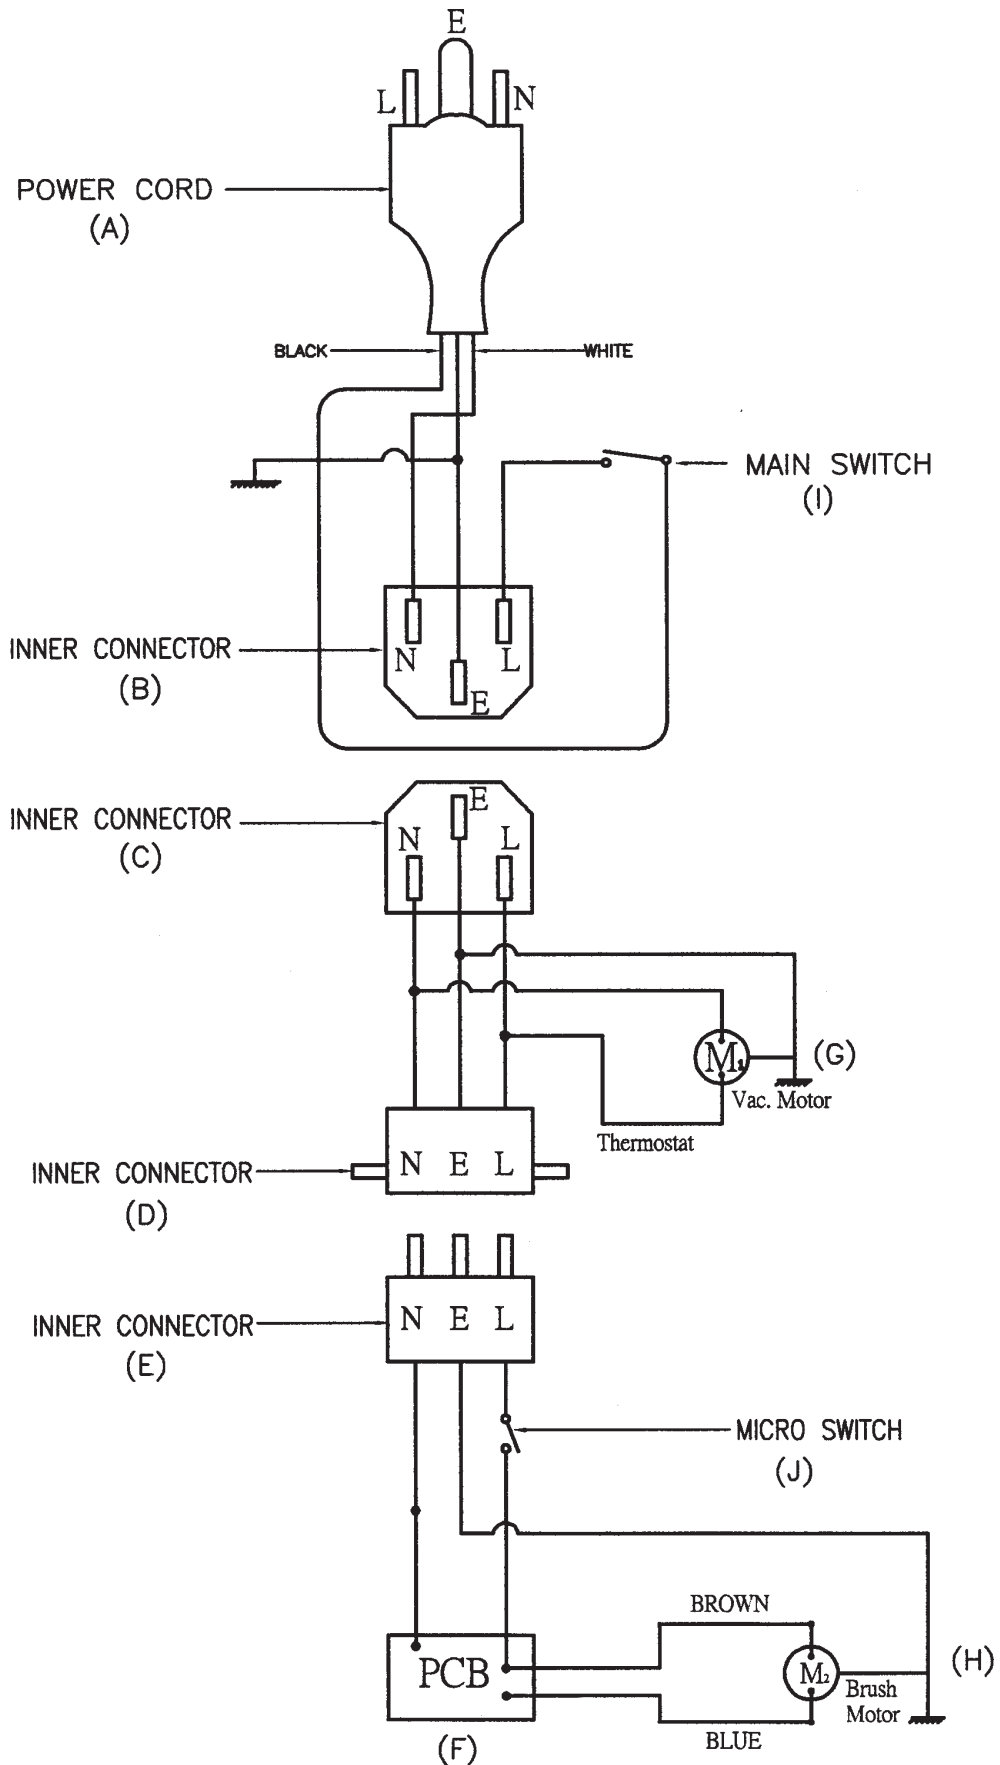 E
L
N
POWER CORD
(A)
BLACK
WHITE
MAIN SWITCH
(I)
INNER CONNECTOR
(B)
N
L
E
INNER CONNECTOR
(C)
E
N
L
M1
(G)
Vac. Motor
Thermostat
INNER CONNECTOR
(D)
N E L
INNER CONNECTOR
(E)
N E L
MICRO SWITCH
(J)
BROWN
PCB
M2
(H)
Brush
Motor
BLUE
(F)